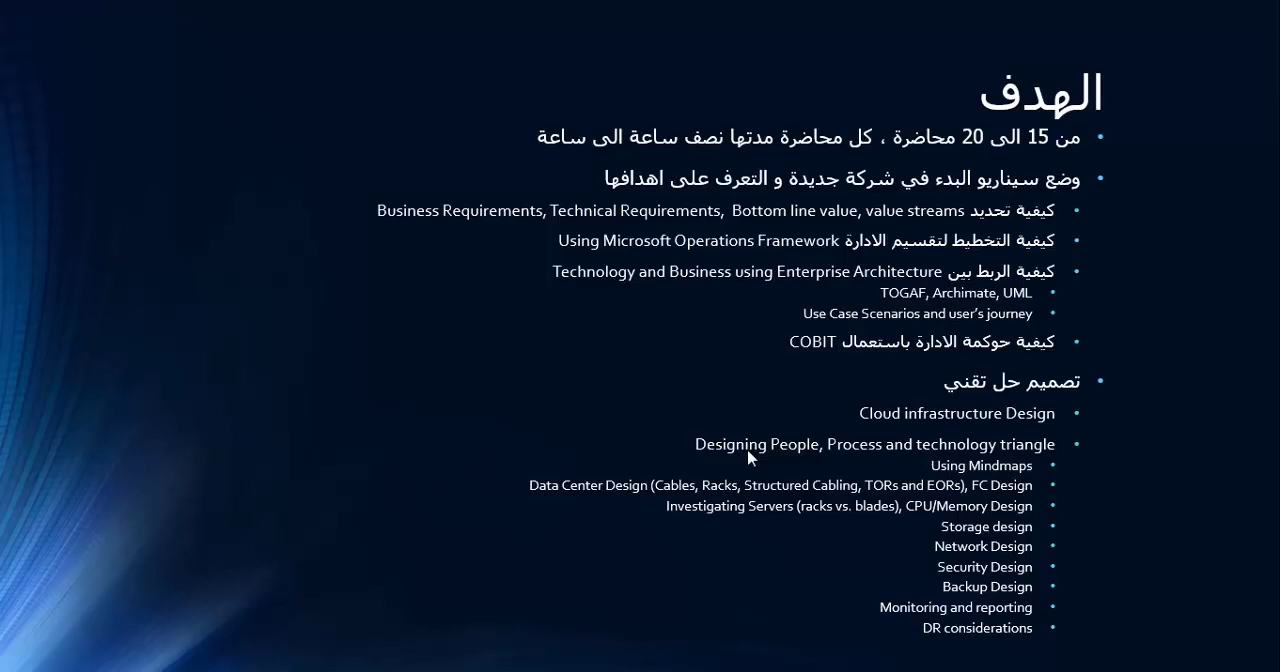 الهدف
من 15 الى 20 محاضرة ، كل محاضرة مدتها نصف ساعة الى ساعة
وضع سيناريو البدء في شركة جديدة و التعرف على اهدافها
كيفية تحديد Business Requirements, Technical Requirements, Bottom line value, value streams
كيفية التخطيط لتقسيم الادارة Using Microsoft Operations Framework
كيفية الربط بين Technology and Business using Enterprise Architecture
TOGAF, Archimate, UML
Use Case Scenarios and user's journey
كيفية حوكمة الادارة باستعمال COBIT
تصميم حل تقني
Cloud infrastructure Design
Designing People, Process and technology triangle
Using Mindmaps
Data Center Design (Cables, Racks, Structured Cabling, TORs and EORs), FC Design
Investigating Servers (racks vs. blades), CPU/Memory Design
Storage design
Network Design
Security Design
Backup Design
Monitoring and reporting
DR considerations